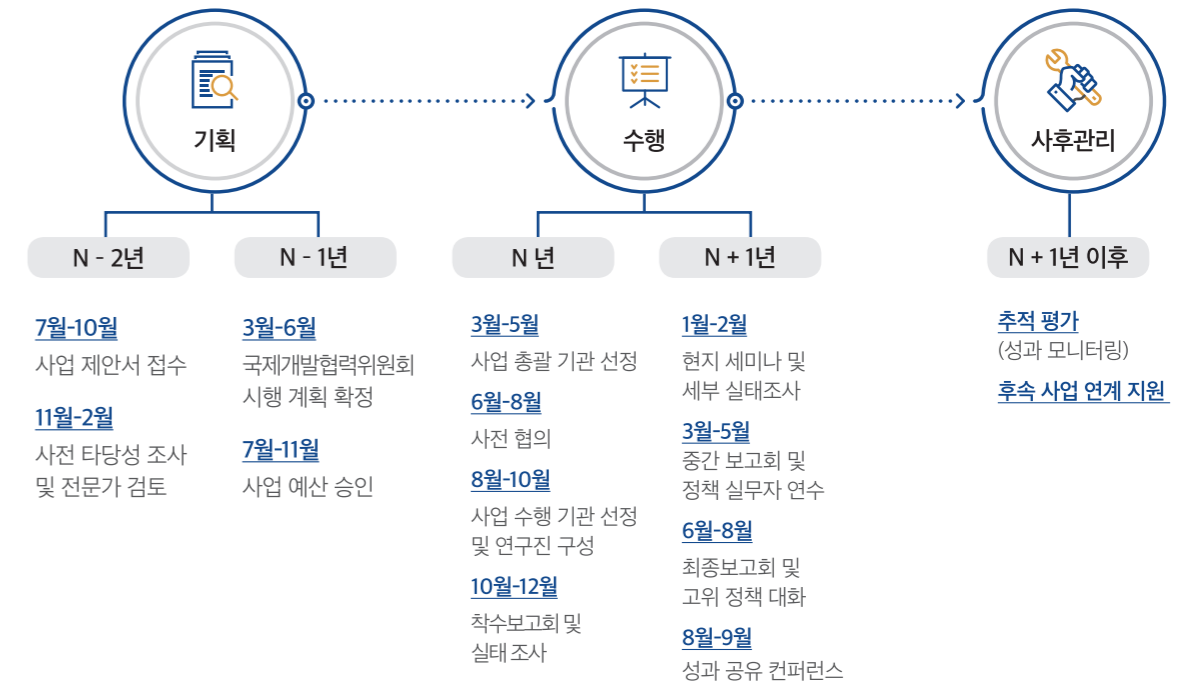 기획
수행
사후관리
N - 2년
7월-10월
사업 제안서 접수
11월-2월
사전 타당성 조사
및 전문가 검토
N - 1년
3월-6월
국제개발협력위원회
시행 계획 확정
7월-11월
사업 예산 승인
N 년
3월-5월
사업 총괄 기관 선정
6월-8월
사전 협의
8월-10월
사업 수행 기관 선정
및 연구진 구성
10월-12월
착수보고회 및
실태 조사
N + 1년
1월-2월
현지 세미나 및
세부 실태조사
3월-5월
중간 보고회 및
정책 실무자 연수
6월-8월
최종보고회 및
고위 정책 대화
8월-9월
성과 공유 컨퍼런스
N + 1년 이후
추적 평가
(성과 모니터링)
후속 사업 연계 지원